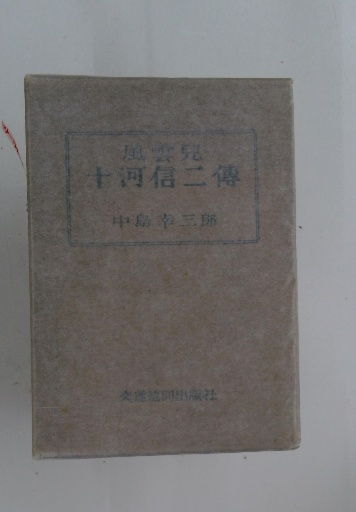 風雲児
十河信二傳
中島幸三郎
交通協同出版社